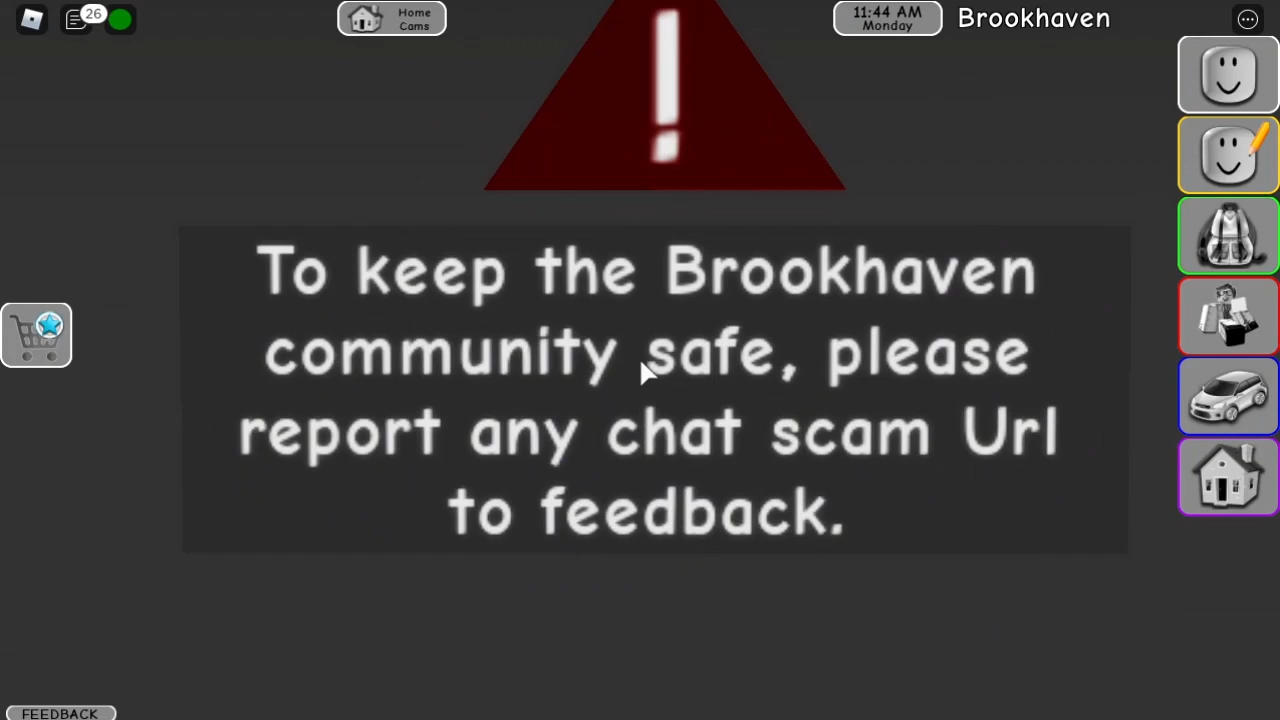 26
Home
Cams
11:44 AM
Monday
Brookhaven
!
To keep the Brookhaven
community safe, please
report any chat scam Url
to feedback.
FEEDBACK